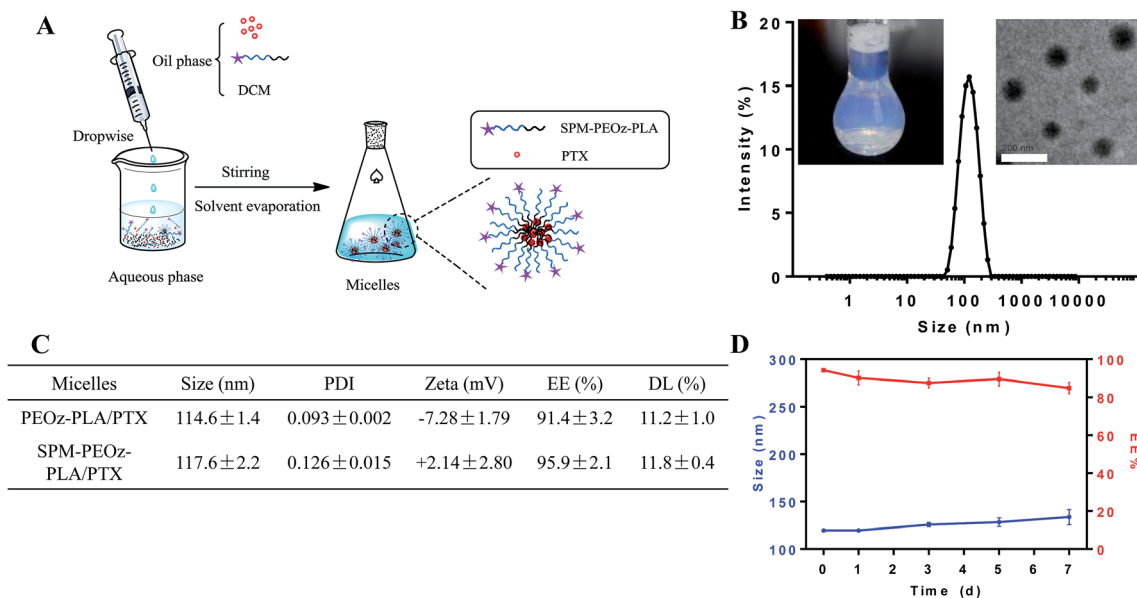 A
Oil phase
DCM
Dropwise
Stirring
Solvent evaporation
Aqueous phase
Micelles
SPM-PEOz-PLA
PTX
B
Intensity (%)
20
15
10
5
0
1 10 100 1000 10000
Size (nm)
200 nm
C
Micelles Size (nm) PDI Zeta (mV) EE (%) DL (%)
PEOz-PLA/PTX 114.6±1.4 0.093±0.002 -7.28±1.79 91.4±3.2 11.2±1.0
SPM-PEOz-
PLA/PTX 117.6±2.2 0.126±0.015 +2.14±2.80 95.9±2.1 11.8±0.4
D
Size (nm)
300
250
200
150
100
100
80
60
40
20
0
EE%
0 1 2 3 4 5 6 7
Time (d)